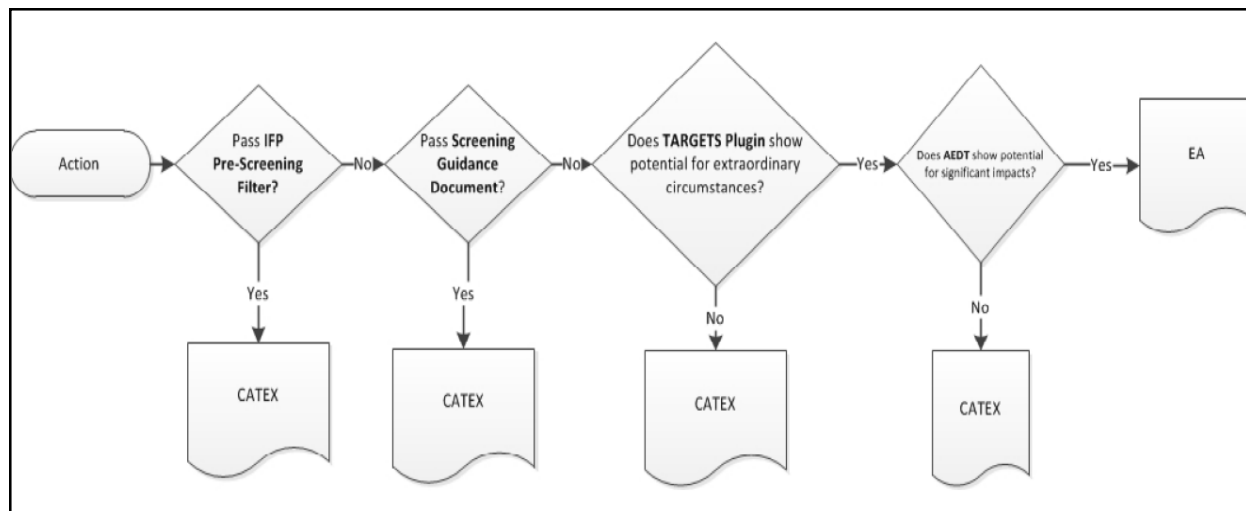 Action
Pass IFP
Pre-Screening
Filter?
No
Pass Screening
Guidance
Document?
No
Does TARGETS Plugin show
potential for extraordinary
circumstances?
Yes
Does AEDT show potential
for significant impacts?
Yes
EA
Yes
Yes
No
No
CATEX
CATEX
CATEX
CATEX